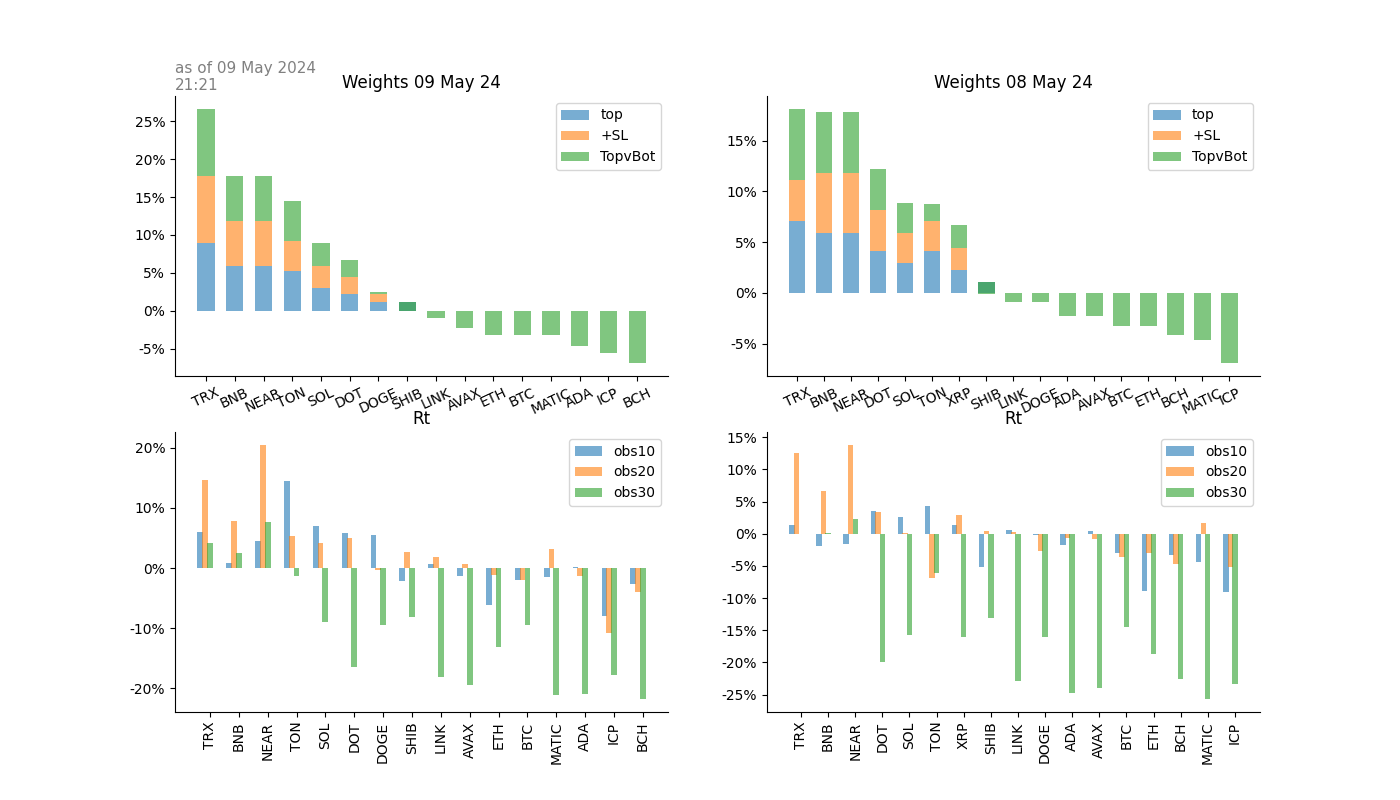 as of 09 May 2024
21:21
Weights 09 May 24
25%
20%
15%
10%
5%
0%
-5%
top
+SL
TopvBot
TRX BNB NEAR TON SOL DOT DOGE SHIB LINK AVAX ETH BTC MATIC ADA ICP BCH
Weights 08 May 24
15%
10%
5%
0%
-5%
top
+SL
TopvBot
TRX BNB NEAR DOT SOL TON XRP SHIB LINK DOGE ADA AVAX BTC ETH BCH MATIC ICP
Rt
20%
10%
0%
-10%
-20%
obs10
obs20
obs30
TRX BNB NEAR TON SOL DOT DOGE SHIB LINK AVAX ETH BTC MATIC ADA ICP BCH
Rt
15%
10%
5%
0%
-5%
-10%
-15%
-20%
-25%
obs10
obs20
obs30
TRX BNB NEAR DOT SOL TON XRP SHIB LINK DOGE ADA AVAX BTC ETH BCH MATIC ICP